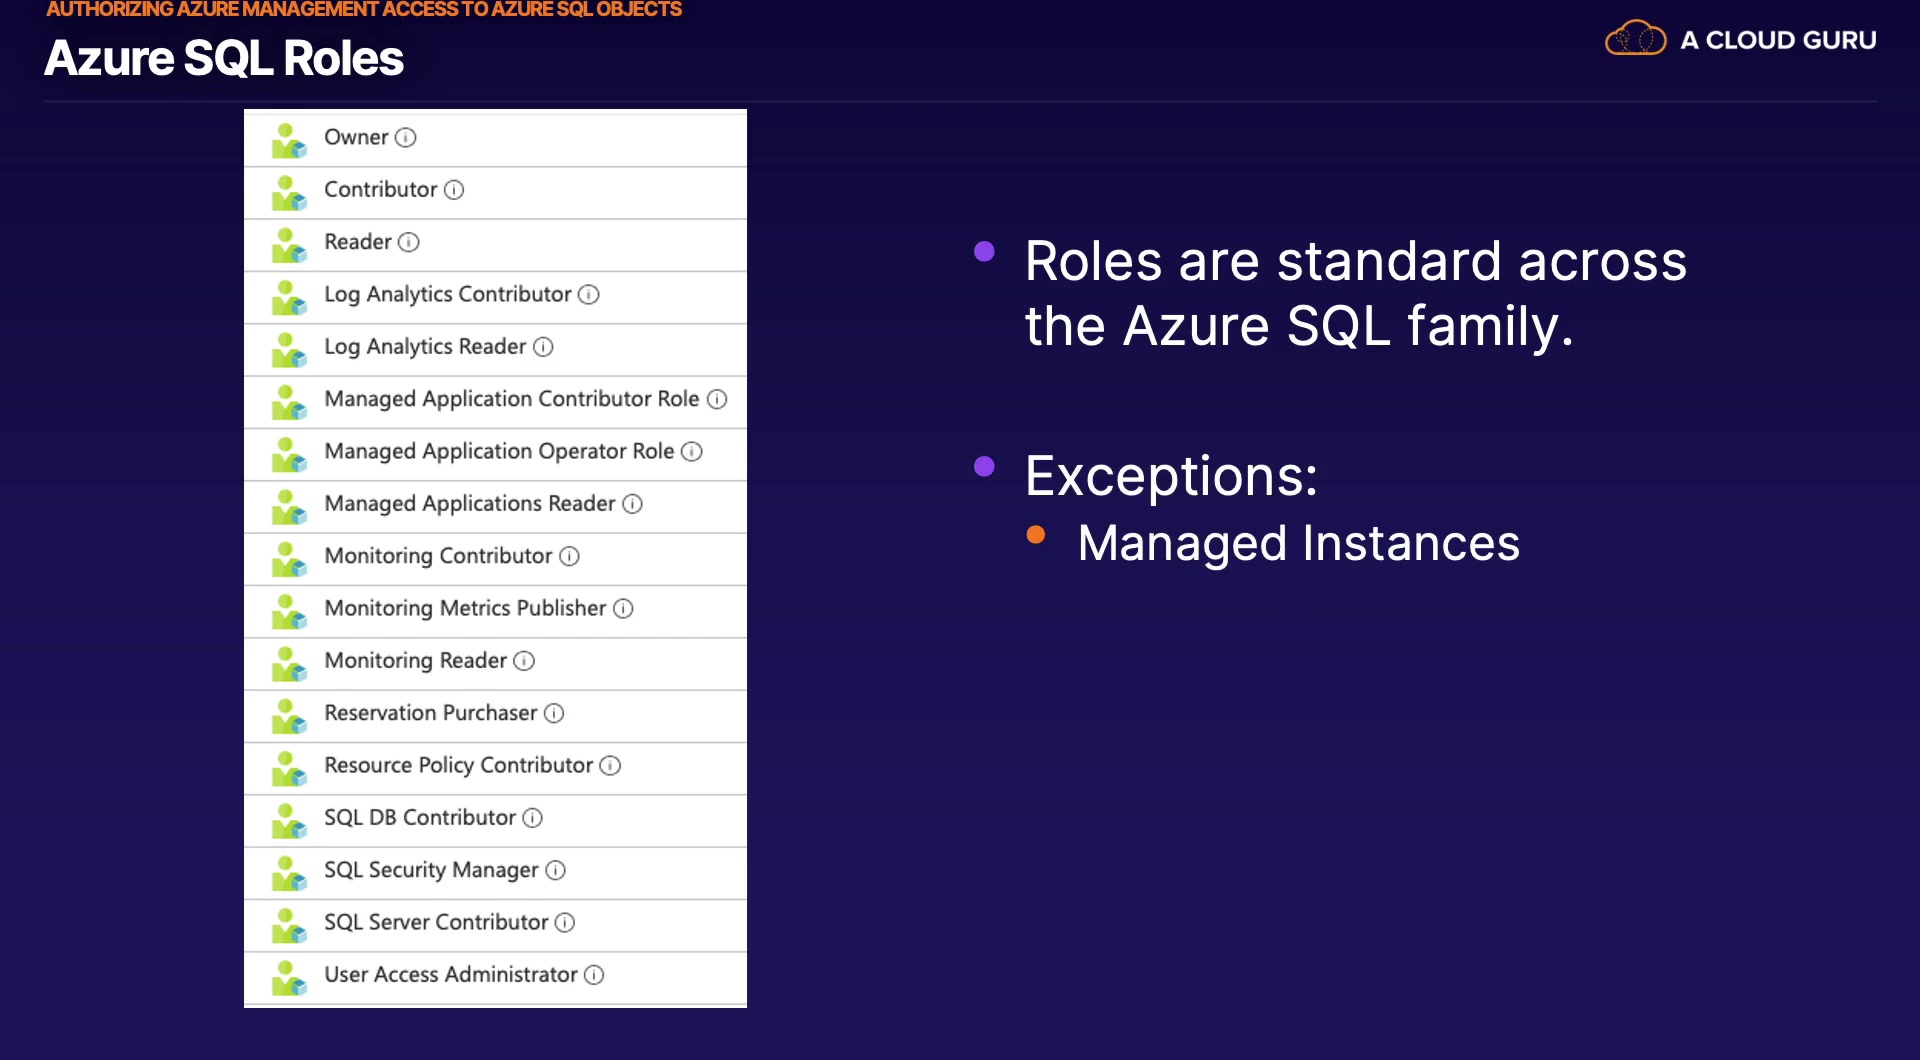 AUTHORIZING AZURE MANAGEMENT ACCESS TO AZURE SQL OBJECTS
Azure SQL Roles
A CLOUD GURU
Owner
Contributor
Reader
Log Analytics Contributor
Log Analytics Reader
Managed Application Contributor Role
Managed Application Operator Role
Managed Applications Reader
Monitoring Contributor
Monitoring Metrics Publisher
Monitoring Reader
Reservation Purchaser
Resource Policy Contributor
SQL DB Contributor
SQL Security Manager
SQL Server Contributor
User Access Administrator
Roles are standard across
the Azure SQL family.
Exceptions:
Managed Instances